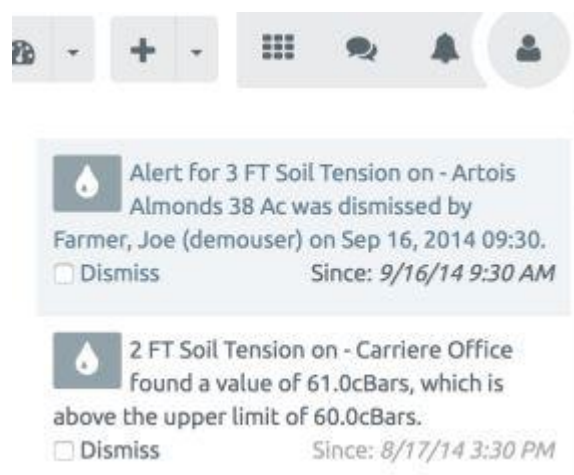 Alert for 3 FT Soil Tension on - Artois
Almonds 38 Ac was dismissed by
Farmer, Joe (demouser) on Sep 16, 2014 09:30.
Dismiss Since: 9/16/14 9:30 AM
2 FT Soil Tension on - Carriere Office
found a value of 61.0cBars, which is
above the upper limit of 60.0cBars.
Dismiss Since: 8/17/14 3:30 PM